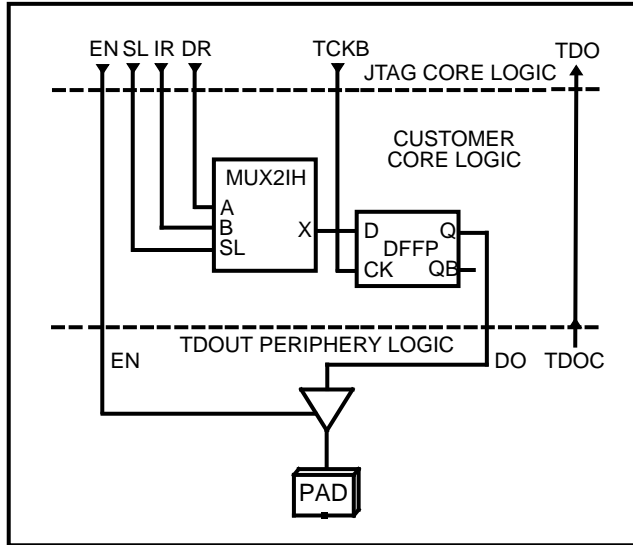 EN SL IR DR TCKB TDO
JTAG CORE LOGIC
CUSTOMER
CORE LOGIC
MUX2IH
A
B
SL
X
D Q
DFFP
CK QB
TDOUT PERIPHERY LOGIC
EN DO TDOC
PAD